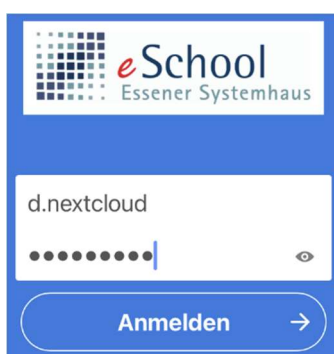 eSchool
Essener Systemhaus
d.nextcloud
•••••••••
Anmelden